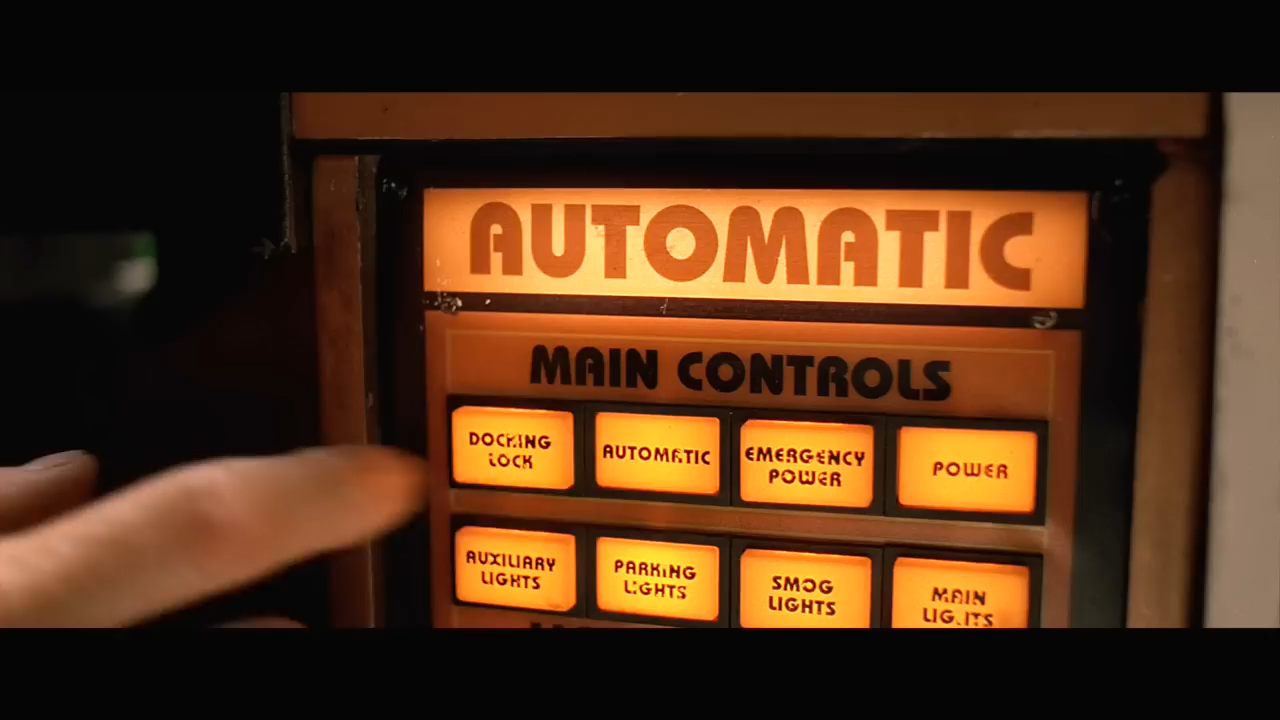 AUTOMATIC
MAIN CONTROLS
DOCKING
LOCK
AUTOMATIC
EMERGENCY
POWER
POWER
AUXILIARY
LIGHTS
PARKING
LIGHTS
SMOG
LIGHTS
MAIN
LIGHTS